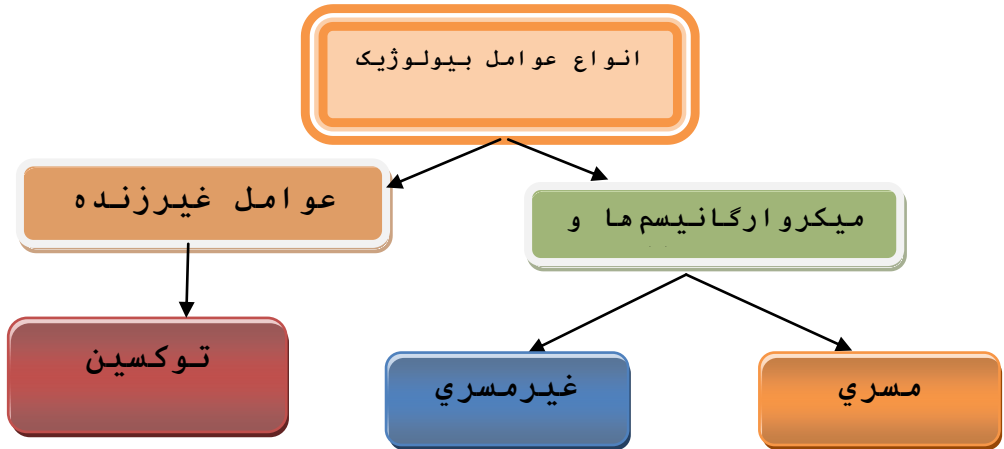 انواع عوامل بیولوژیک
میکروارگانیسم‌ها و
عوامل غیرزنده
مسري
غیرمسري
توکسین